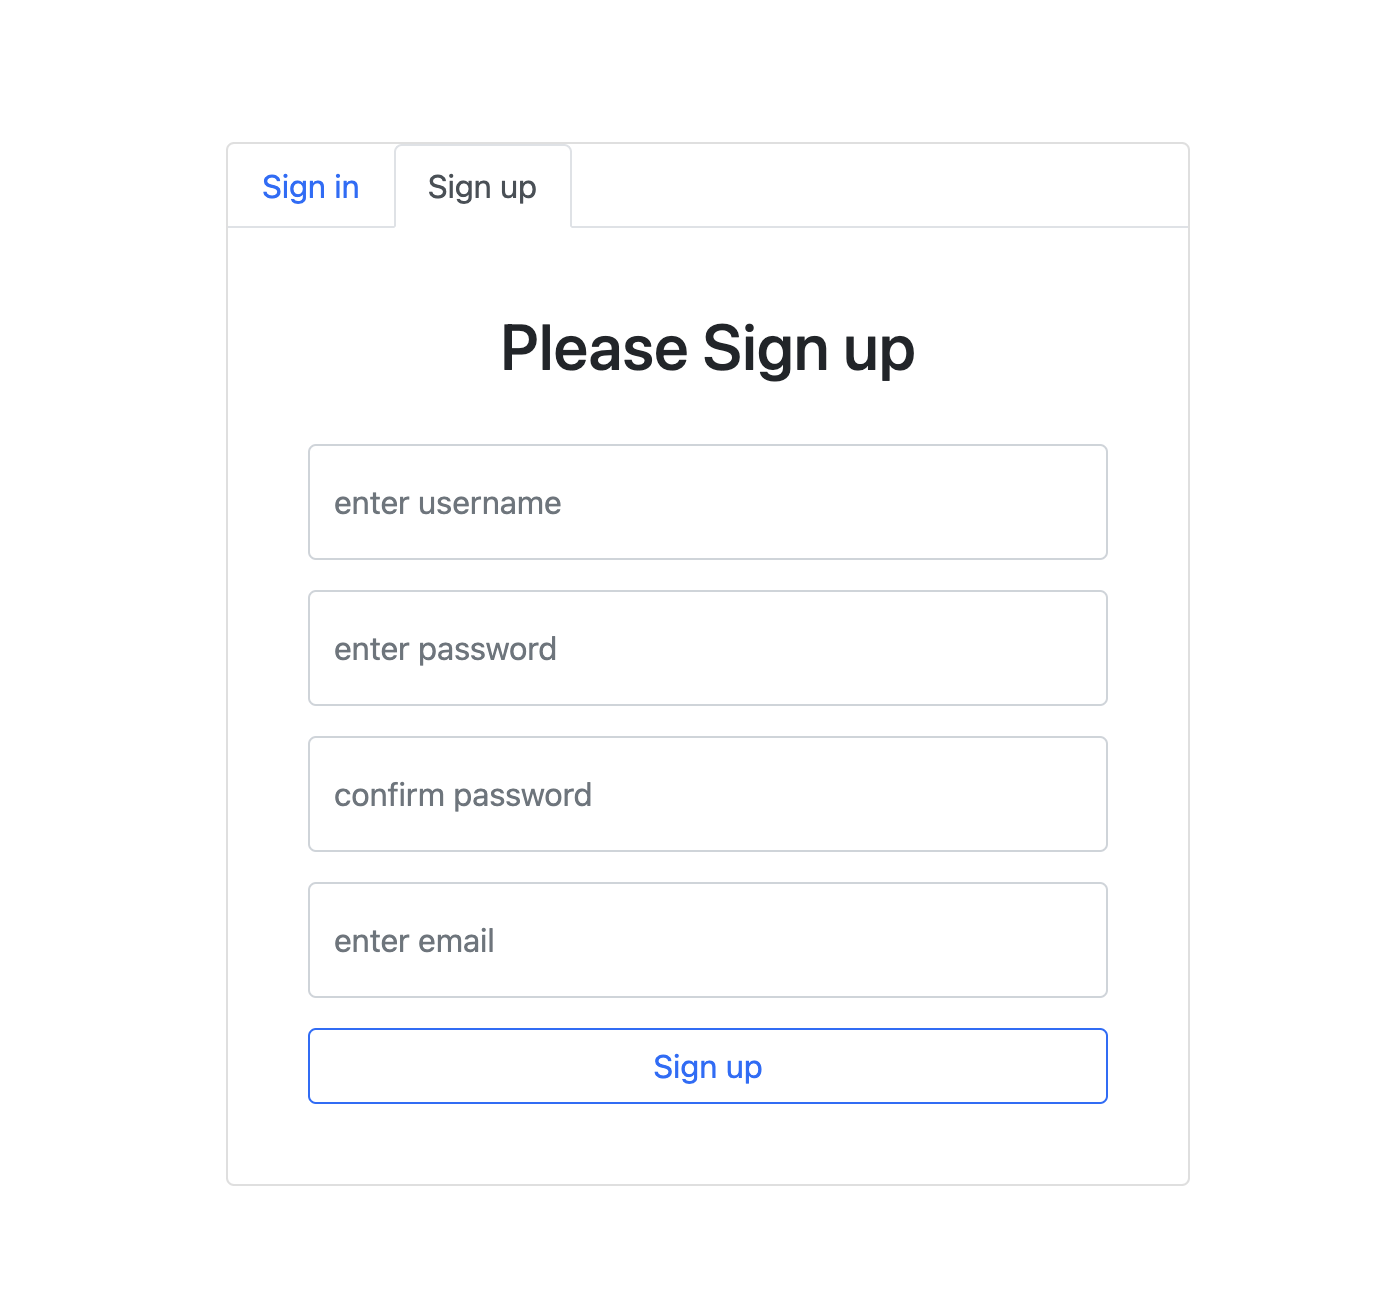 Sign in
Sign up
Please Sign up
enter username
enter password
confirm password
enter email
Sign up